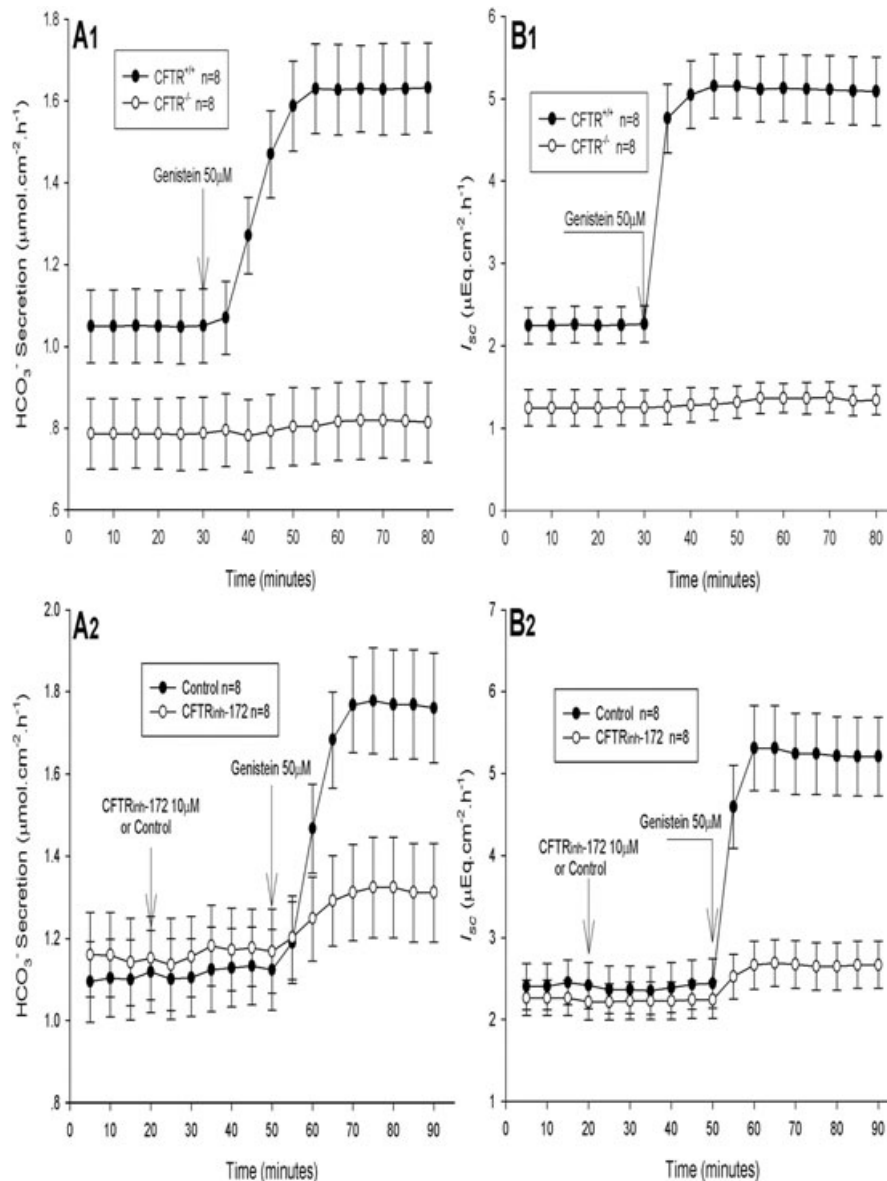 A1
CFTR+/+ n=8
CFTR-/- n=8
Genistein 50μM
HCO3- Secretion (μmol.cm-2.h-1)
1.8
1.6
1.4
1.2
1.0
.8
.6
0 10 20 30 40 50 60 70 80
Time (minutes)
B1
CFTR+/+ n=8
CFTR-/- n=8
Genistein 50μM
Isc (μEq.cm-2.h-1)
6
5
4
3
2
1
0
0 10 20 30 40 50 60 70 80
Time (minutes)
A2
Control n=8
CFTRinh-172 n=8
Genistein 50μM
CFTRinh-172 10μM
or Control
HCO3- Secretion (μmol.cm-2.h-1)
2.0
1.8
1.6
1.4
1.2
1.0
.8
0 10 20 30 40 50 60 70 80 90
Time (minutes)
B2
Control n=8
CFTRinh-172 n=8
Genistein 50μM
CFTRinh-172 10μM
or Control
Isc (μEq.cm-2.h-1)
7
6
5
4
3
2
1
0 10 20 30 40 50 60 70 80 90
Time (minutes)